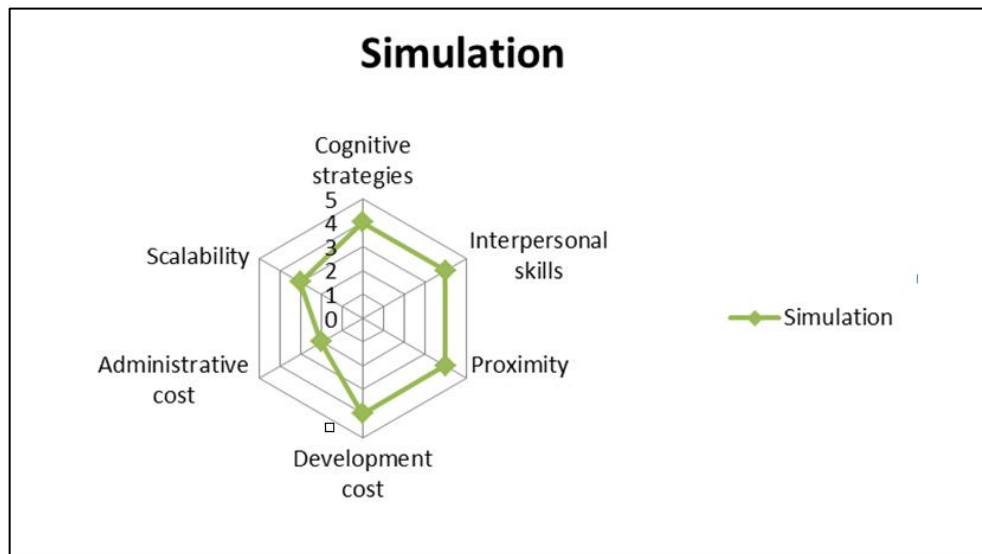 Simulation
Cognitive
strategies
5
4
3
2
1
0
Interpersonal
skills
Scalability
Proximity
Administrative
cost
Development
cost
Simulation